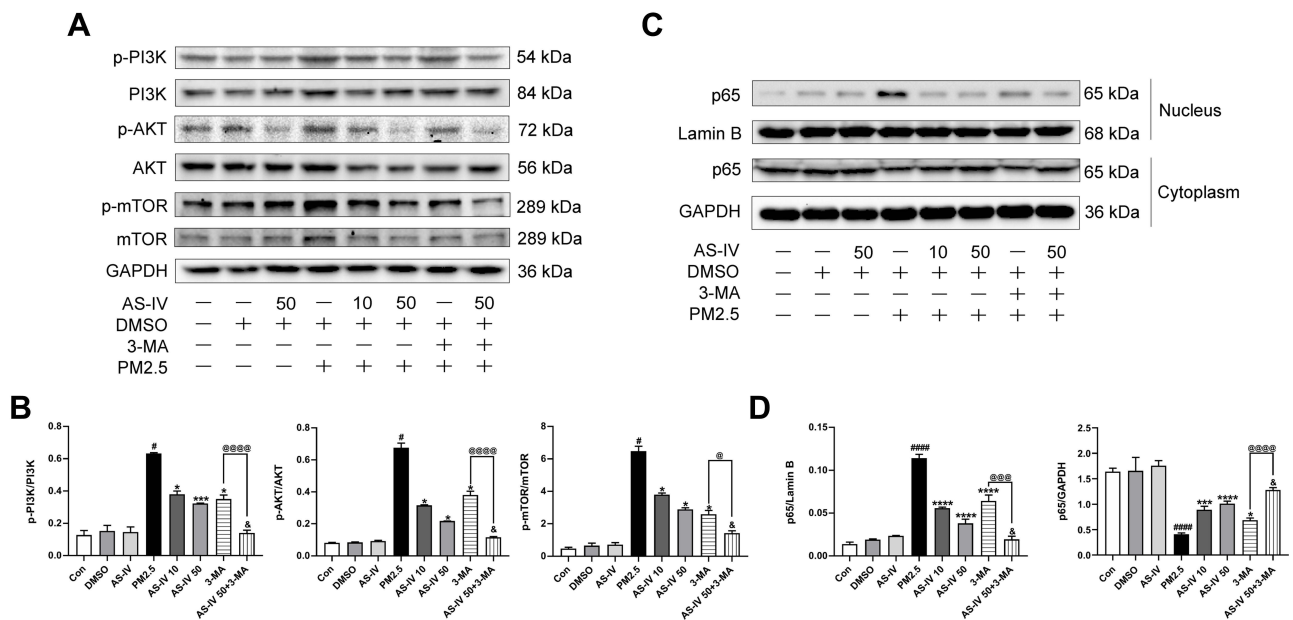 A
p-PI3K 54 kDa
PI3K 84 kDa
p-AKT 72 kDa
AKT 56 kDa
p-mTOR 289 kDa
mTOR 289 kDa
GAPDH 36 kDa
AS-IV — — 50 — 10 50 — 50
DMSO — + + + + + + +
3-MA + +
PM2.5 — — — + + + + +
C
p65 65 kDa
Lamin B 68 kDa
Nucleus
p65 65 kDa
GAPDH 36 kDa
Cytoplasm
AS-IV — — 50 — 10 50 — 50
DMSO — + + + + + + +
3-MA + +
PM2.5 — — — + + + + +
B
p-PI3K/PI3K
0.8
0.6
0.4
0.2
0.0
# * *** * @@@@ &
Con DMSO AS-IV PM2.5 AS-IV 10 AS-IV 50 3-MA AS-IV 50+3-MA
p-AKT/AKT
0.8
0.6
0.4
0.2
0.0
# * * * @@@@ &
Con DMSO AS-IV PM2.5 AS-IV 10 AS-IV 50 3-MA AS-IV 50+3-MA
p-mTOR/mTOR
8
6
4
2
0
# * * * @ &
Con DMSO AS-IV PM2.5 AS-IV 10 AS-IV 50 3-MA AS-IV 50+3-MA
D
p65/Lamin B
0.15
0.10
0.05
0.00
#### **** **** **** @@@ &
Con DMSO AS-IV PM2.5 AS-IV 10 AS-IV 50 3-MA AS-IV 50+3-MA
p65/GAPDH
2.5
2.0
1.5
1.0
0.5
0.0
#### *** **** * @@@@ &
Con DMSO AS-IV PM2.5 AS-IV 10 AS-IV 50 3-MA AS-IV 50+3-MA